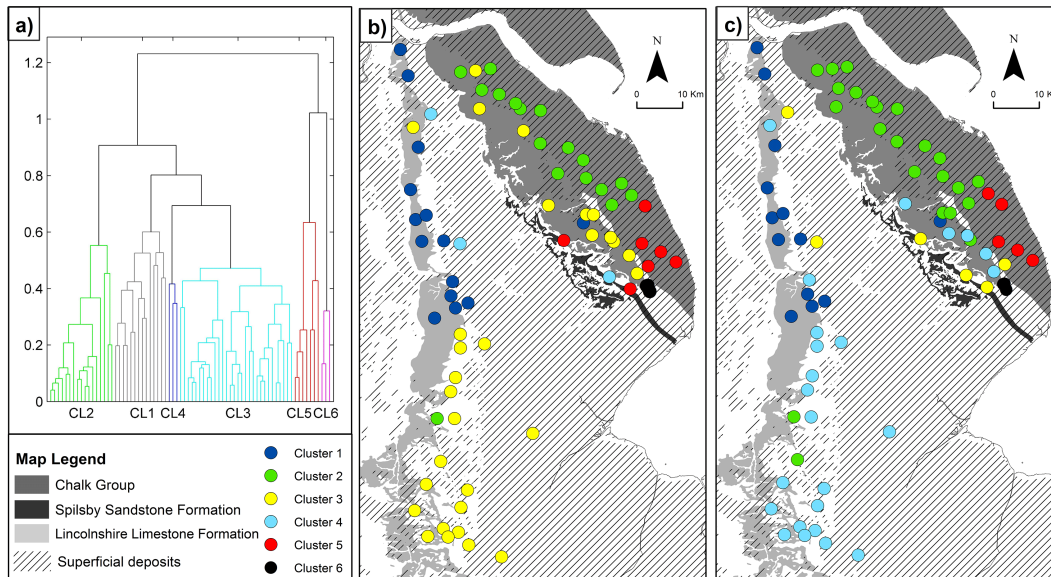 a)
1.2
1
0.8
0.6
0.4
0.2
0
CL2 CL1 CL4 CL3 CL5 CL6
Map Legend
Chalk Group
Spilsby Sandstone Formation
Lincolnshire Limestone Formation
Superficial deposits
Cluster 1
Cluster 2
Cluster 3
Cluster 4
Cluster 5
Cluster 6
b)
N
0 10 Km
c)
N
0 10 K